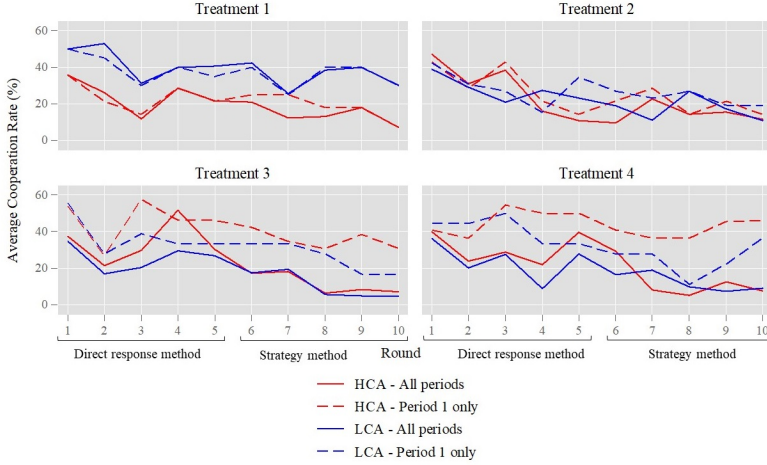 Treatment 1
Treatment 2
60
40
20
0
Average Cooperation Rate (%)
Treatment 3
Treatment 4
60
40
20
0
1 2 3 4 5 6 7 8 9 10
1 2 3 4 5 6 7 8 9 10
Direct response method Strategy method Round Direct response method Strategy method
HCA - All periods
HCA - Period 1 only
LCA - All periods
LCA - Period 1 only